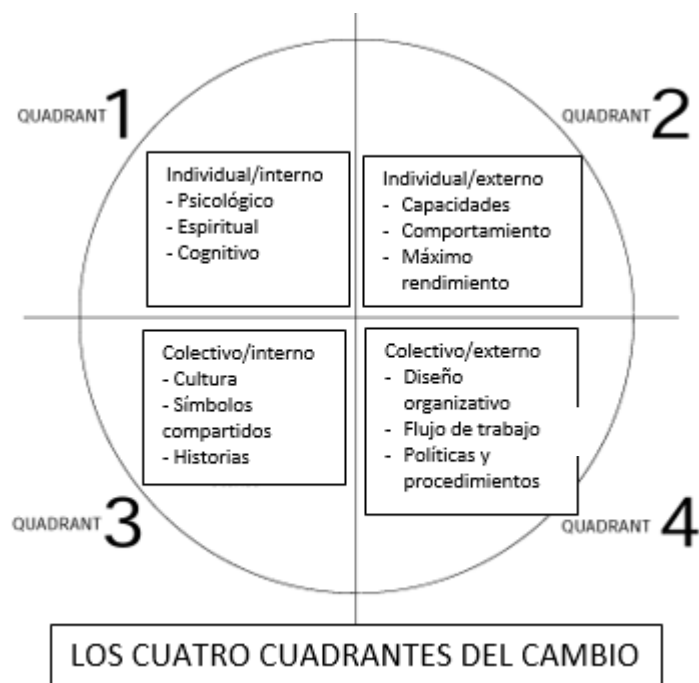 QUADRANT 1
QUADRANT 2
Individual/interno
- Psicológico
- Espiritual
- Cognitivo
Individual/externo
- Capacidades
- Comportamiento
- Máximo
rendimiento
Colectivo/interno
- Cultura
- Símbolos
compartidos
- Historias
Colectivo/externo
- Diseño
organizativo
- Flujo de trabajo
- Políticas y
procedimientos
QUADRANT 3
QUADRANT 4
LOS CUATRO CUADRANTES DEL CAMBIO